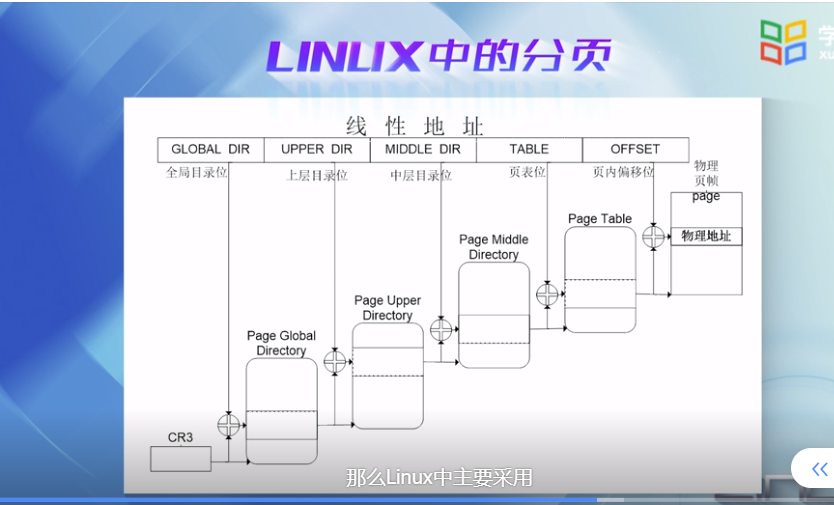 LINLIX中的分页
学
XU
线 性 地 址
GLOBAL DIR UPPER DIR MIDDLE DIR TABLE OFFSET
全局目录位 上层目录位 中层目录位 页表位 页内偏移位
物理
页帧
page
物理地址
Page Table
Page Middle
Directory
Page Upper
Directory
Page Global
Directory
CR3
那么Linux中主要采用